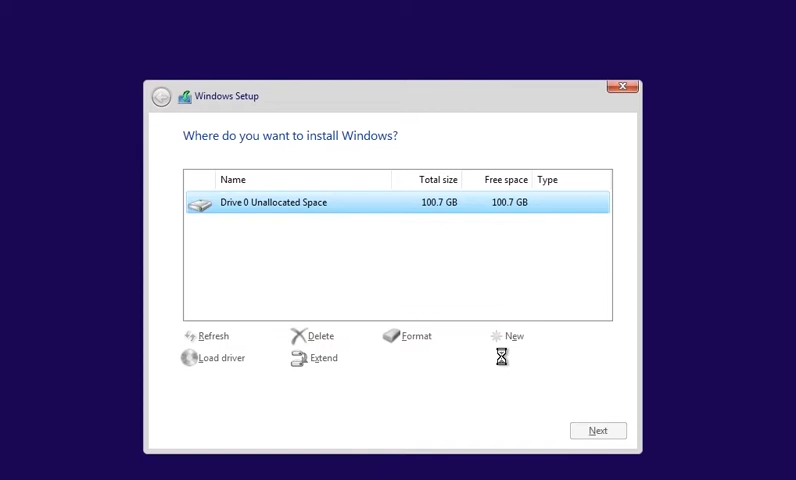 Windows Setup
Where do you want to install Windows?
Name Total size Free space Type
Drive 0 Unallocated Space 100.7 GB 100.7 GB
Refresh Delete Format New
Load driver Extend
Next